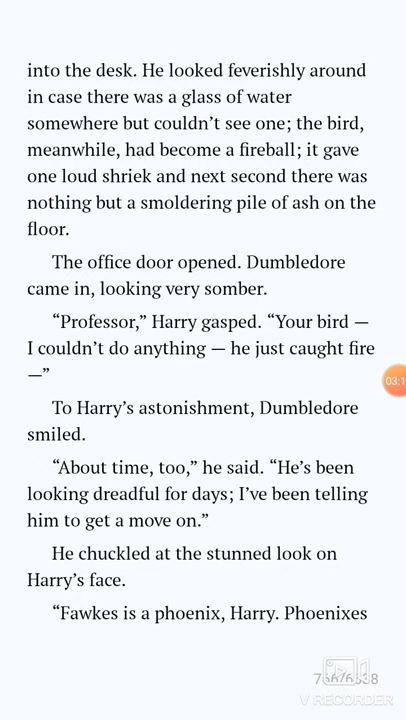 into the desk. He looked feverishly around
in case there was a glass of water
somewhere but couldn’t see one; the bird,
meanwhile, had become a fireball; it gave
one loud shriek and next second there was
nothing but a smoldering pile of ash on the
floor.
The office door opened. Dumbledore
came in, looking very somber.
“Professor,” Harry gasped. “Your bird —
I couldn’t do anything — he just caught fire
—”
To Harry’s astonishment, Dumbledore
smiled.
“About time, too,” he said. “He’s been
looking dreadful for days; I’ve been telling
him to get a move on.”
He chuckled at the stunned look on
Harry’s face.
“Fawkes is a phoenix, Harry. Phoenixes
V RECORDER